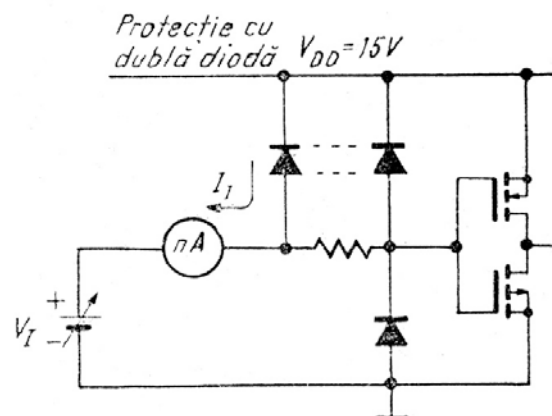 Protecție cu
dublă diodă V_DD = 15V
I_I
nA
+
V_I
-